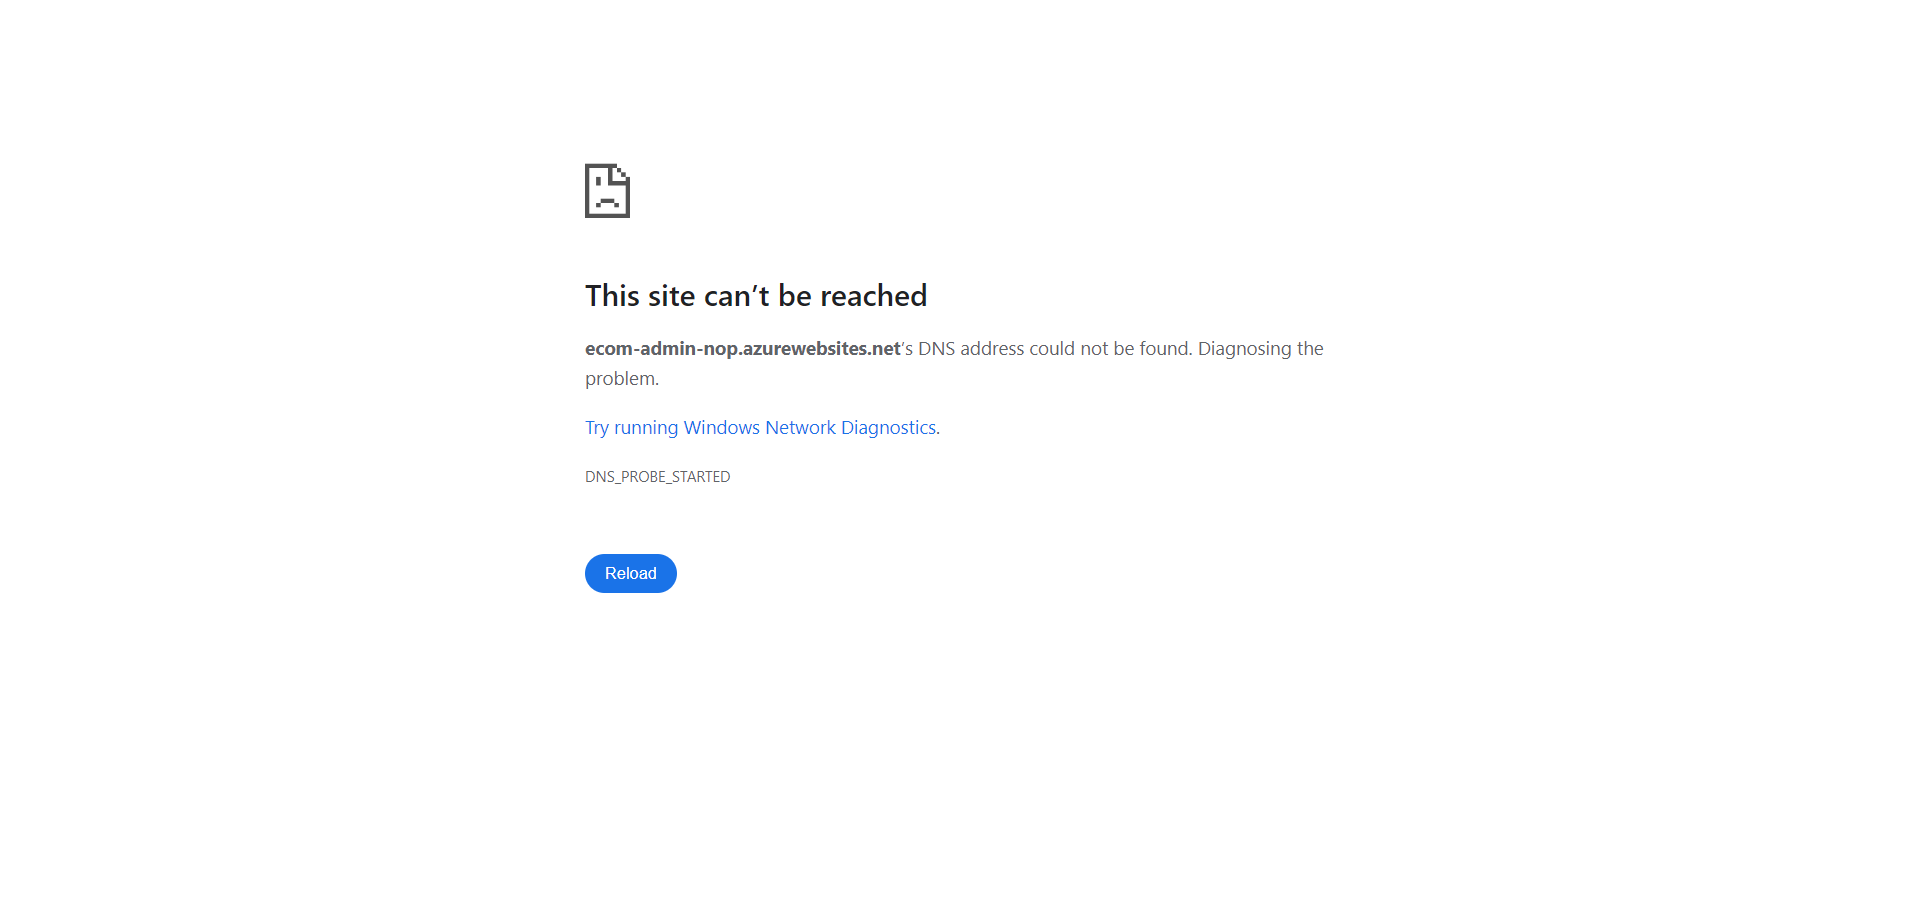 This site can’t be reached
ecom-admin-nop.azurewebsites.net’s DNS address could not be found. Diagnosing the
problem.
Try running Windows Network Diagnostics.
DNS_PROBE_STARTED
Reload